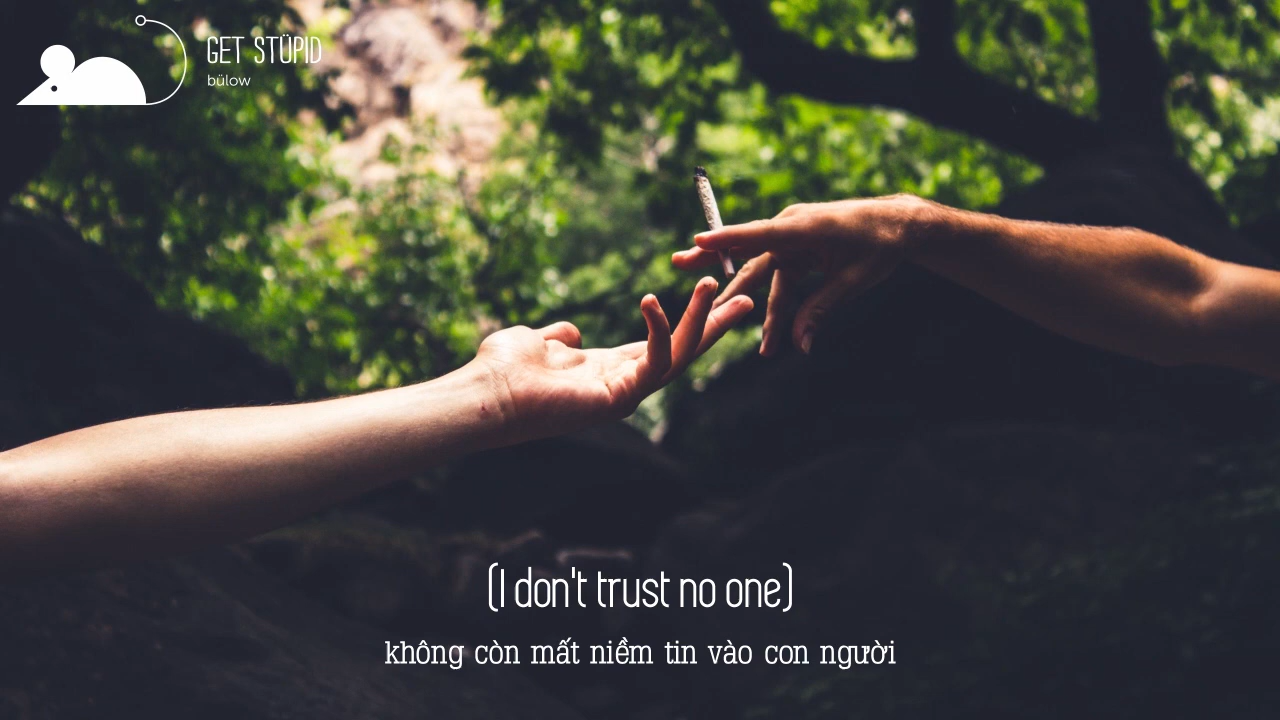 GET STÜPID
bülow
(I don't trust no one)
không còn mất niềm tin vào con người